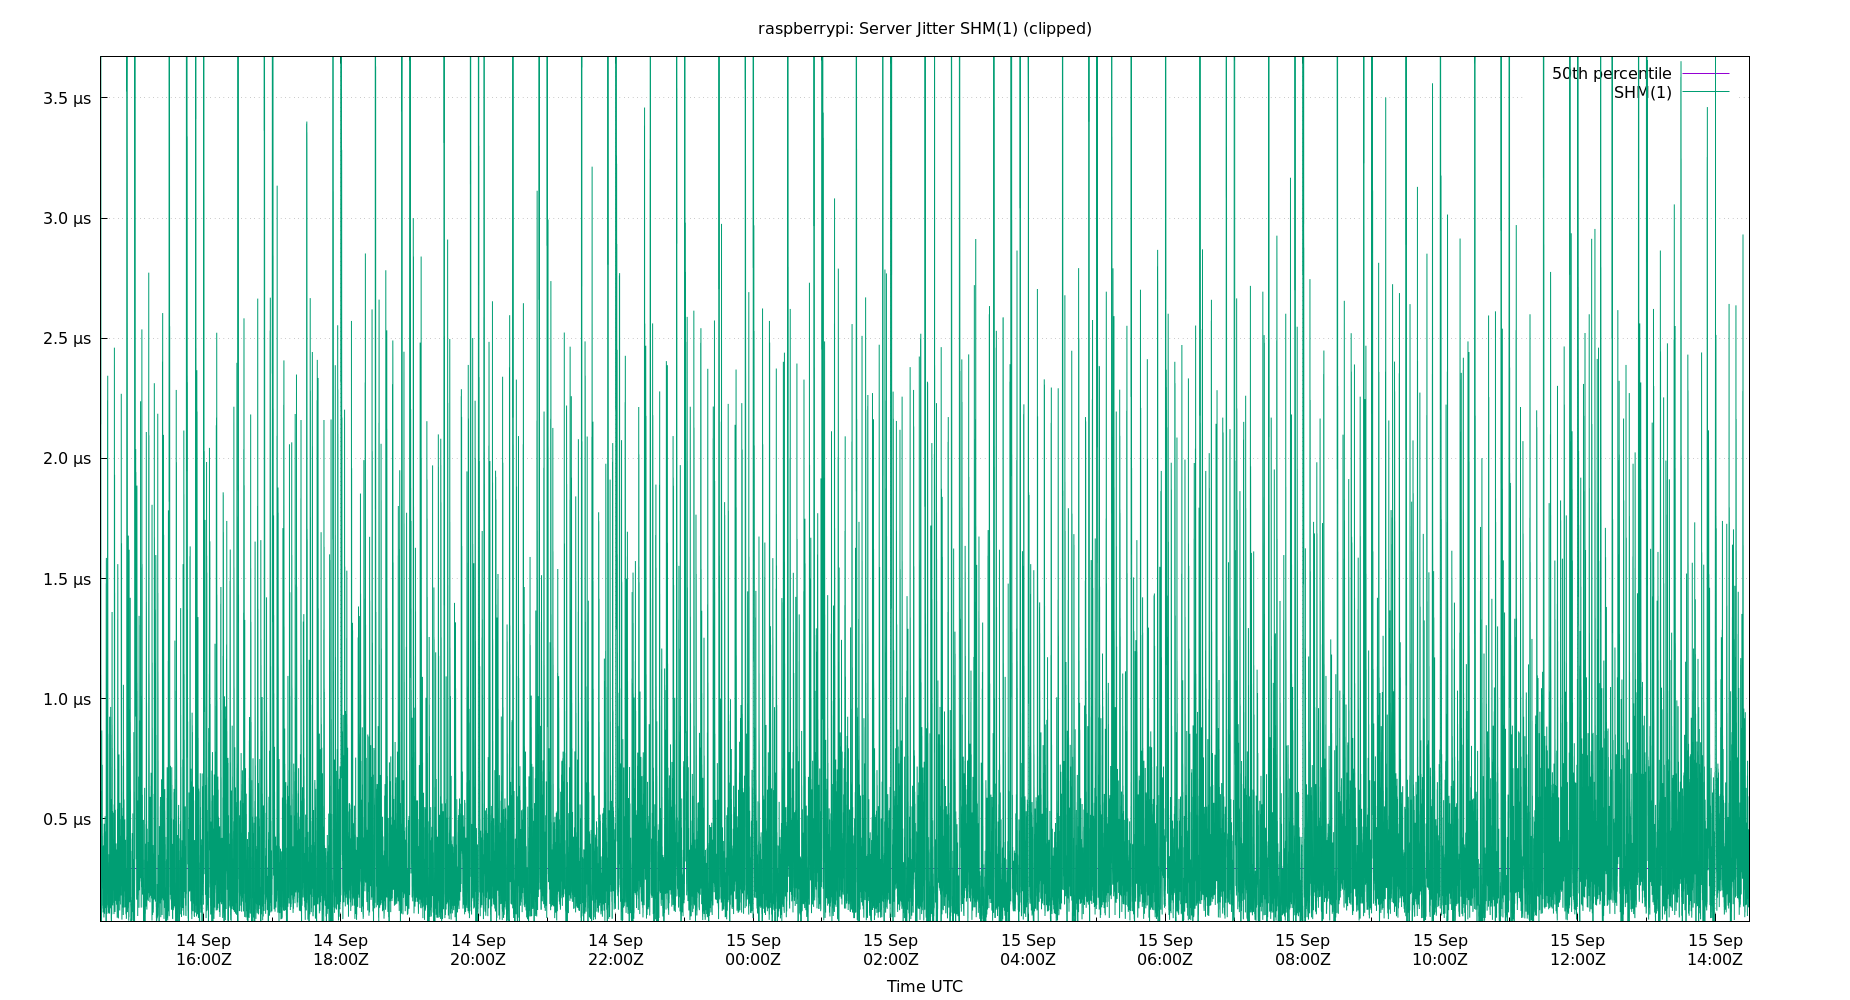 raspberrypi: Server Jitter SHM(1) (clipped)
50th percentile
SHM(1)
3.5 µs
3.0 µs
2.5 µs
2.0 µs
1.5 µs
1.0 µs
0.5 µs
14 Sep 14 Sep 14 Sep 14 Sep 15 Sep 15 Sep 15 Sep 15 Sep 15 Sep 15 Sep 15 Sep 15 Sep
16:00Z 18:00Z 20:00Z 22:00Z 00:00Z 02:00Z 04:00Z 06:00Z 08:00Z 10:00Z 12:00Z 14:00Z
Time UTC